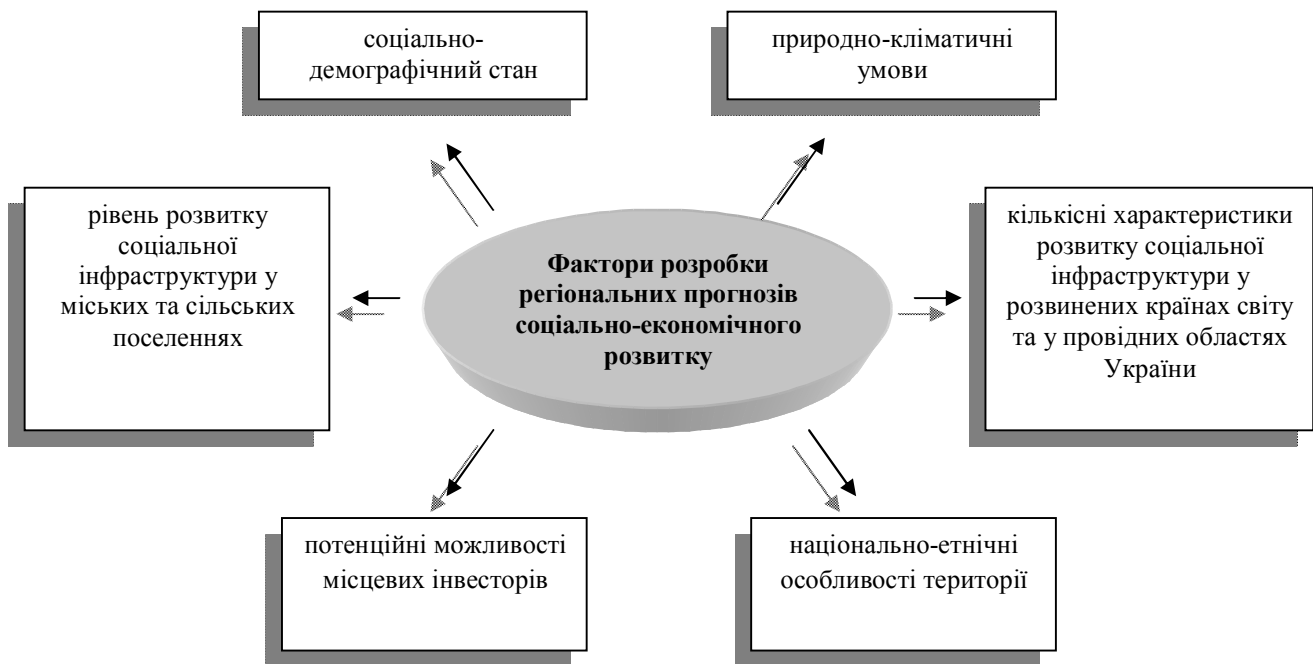 соціально-
демографічний стан
природно-кліматичні
умови
рівень розвитку
соціальної
інфраструктури у
міських та сільських
поселеннях
Фактори розробки
регіональних прогнозів
соціально-економічного
розвитку
кількісні характеристики
розвитку соціальної
інфраструктури у
розвинених країнах світу
та у провідних областях
України
потенційні можливості
місцевих інвесторів
національно-етнічні
особливості території